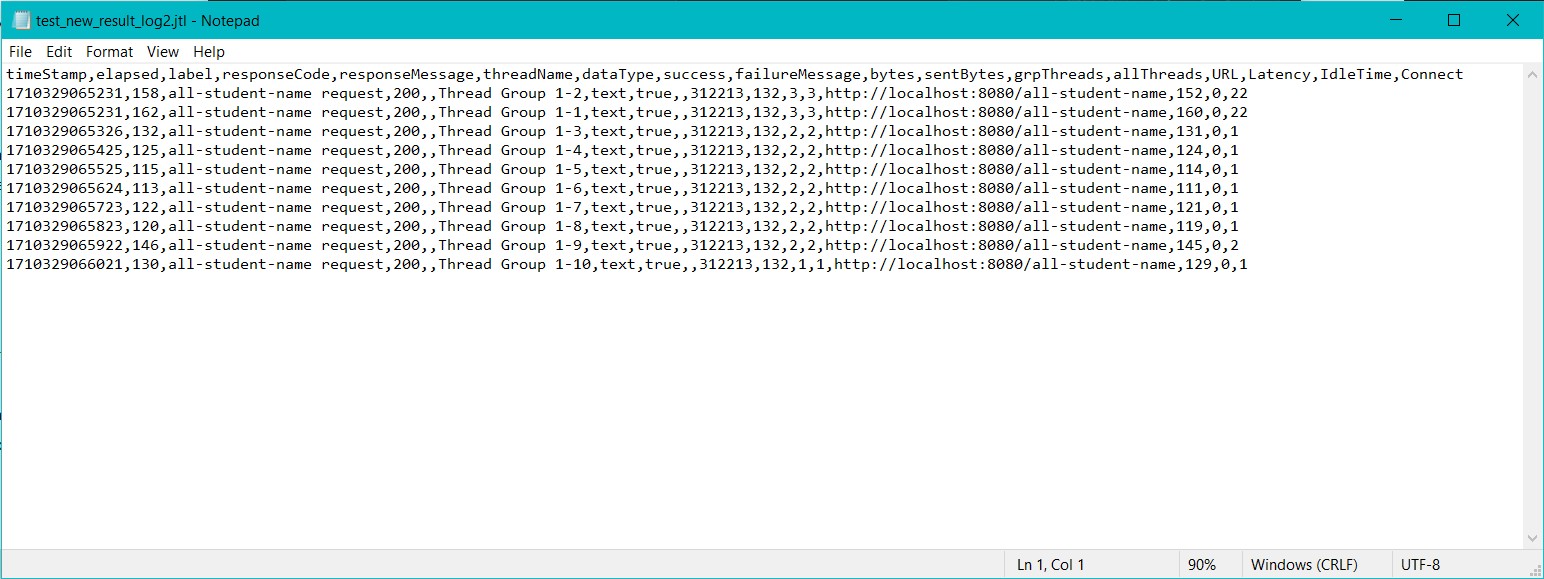 test_new_result_log2.jtl - Notepad
File Edit Format View Help
timeStamp,elapsed,label,responseCode,responseMessage,threadName,dataType,success,failureMessage,bytes,sentBytes,grpThreads,allThreads,URL,Latency,IdleTime,Connect
1710329065231,158,all-student-name request,200,,Thread Group 1-2,text,true,,312213,132,3,3,http://localhost:8080/all-student-name,152,0,22
1710329065231,162,all-student-name request,200,,Thread Group 1-1,text,true,,312213,132,3,3,http://localhost:8080/all-student-name,160,0,22
1710329065326,132,all-student-name request,200,,Thread Group 1-3,text,true,,312213,132,2,2,http://localhost:8080/all-student-name,131,0,1
1710329065425,125,all-student-name request,200,,Thread Group 1-4,text,true,,312213,132,2,2,http://localhost:8080/all-student-name,124,0,1
1710329065525,115,all-student-name request,200,,Thread Group 1-5,text,true,,312213,132,2,2,http://localhost:8080/all-student-name,114,0,1
1710329065624,113,all-student-name request,200,,Thread Group 1-6,text,true,,312213,132,2,2,http://localhost:8080/all-student-name,111,0,1
1710329065723,122,all-student-name request,200,,Thread Group 1-7,text,true,,312213,132,2,2,http://localhost:8080/all-student-name,121,0,1
1710329065823,120,all-student-name request,200,,Thread Group 1-8,text,true,,312213,132,2,2,http://localhost:8080/all-student-name,119,0,1
1710329065922,146,all-student-name request,200,,Thread Group 1-9,text,true,,312213,132,2,2,http://localhost:8080/all-student-name,145,0,2
1710329066021,130,all-student-name request,200,,Thread Group 1-10,text,true,,312213,132,1,1,http://localhost:8080/all-student-name,129,0,1
Ln 1, Col 1 90% Windows (CRLF) UTF-8